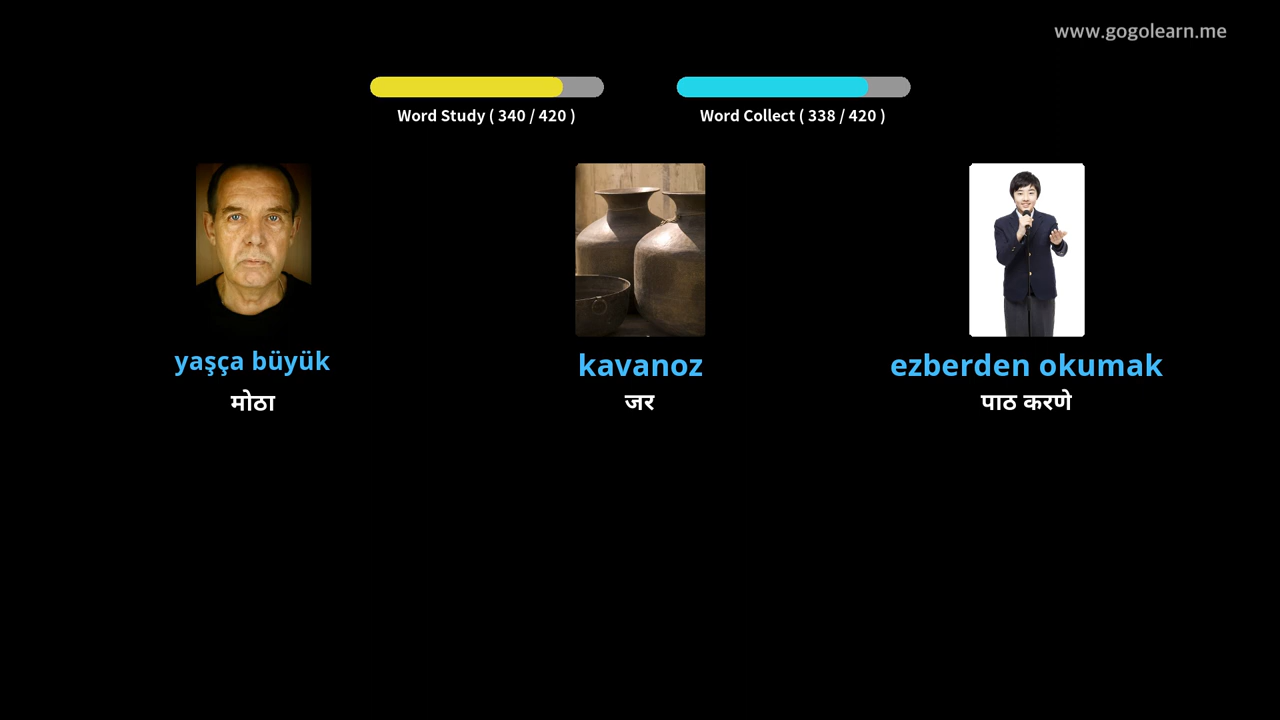 www.gogolearn.me
Word Study ( 340 / 420 )
Word Collect ( 338 / 420 )
yaşça büyük
kavanoz
ezberden okumak
मोठा
जर
पाठ करणे